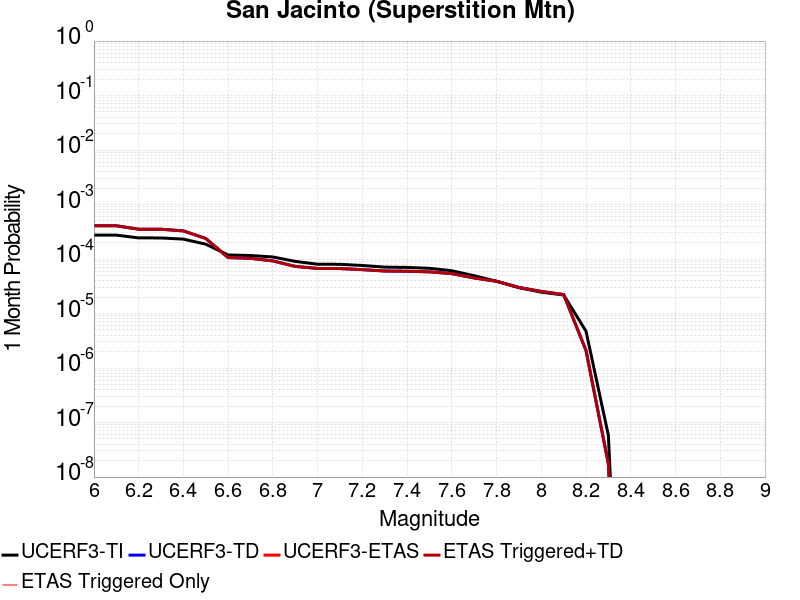 San Jacinto (Superstition Mtn)
10^0
10^-1
10^-2
10^-3
10^-4
10^-5
10^-6
10^-7
10^-8
1 Month Probability
6 6.2 6.4 6.6 6.8 7 7.2 7.4 7.6 7.8 8 8.2 8.4 8.6 8.8 9
Magnitude
UCERF3-TI UCERF3-TD UCERF3-ETAS ETAS Triggered+TD
ETAS Triggered Only